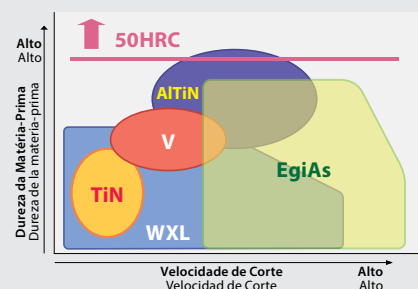 50HRC
Alto
Alto
Dureza da Matéria-Prima
Dureza de la materia-prima
AlTiN
V
EgiAs
TiN
WXL
Velocidade de Corte
Alto
Velocidad de Corte
Alto